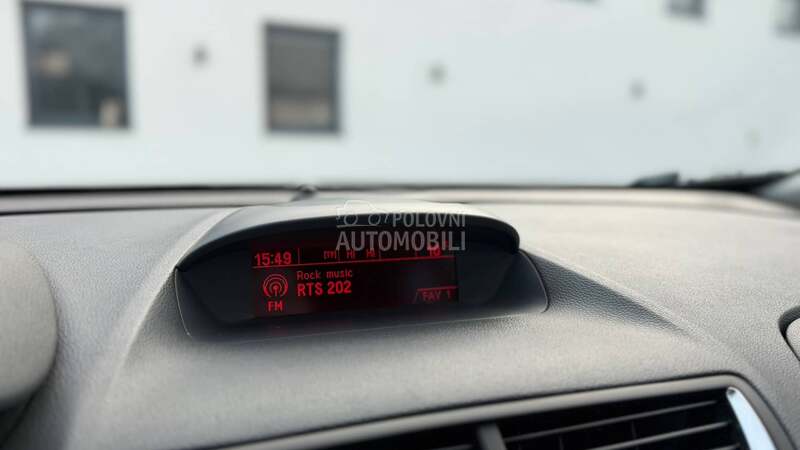 POLOVNI
AUTOMOBILI
15:49
Rock music
RTS 202
FM
FAV 1